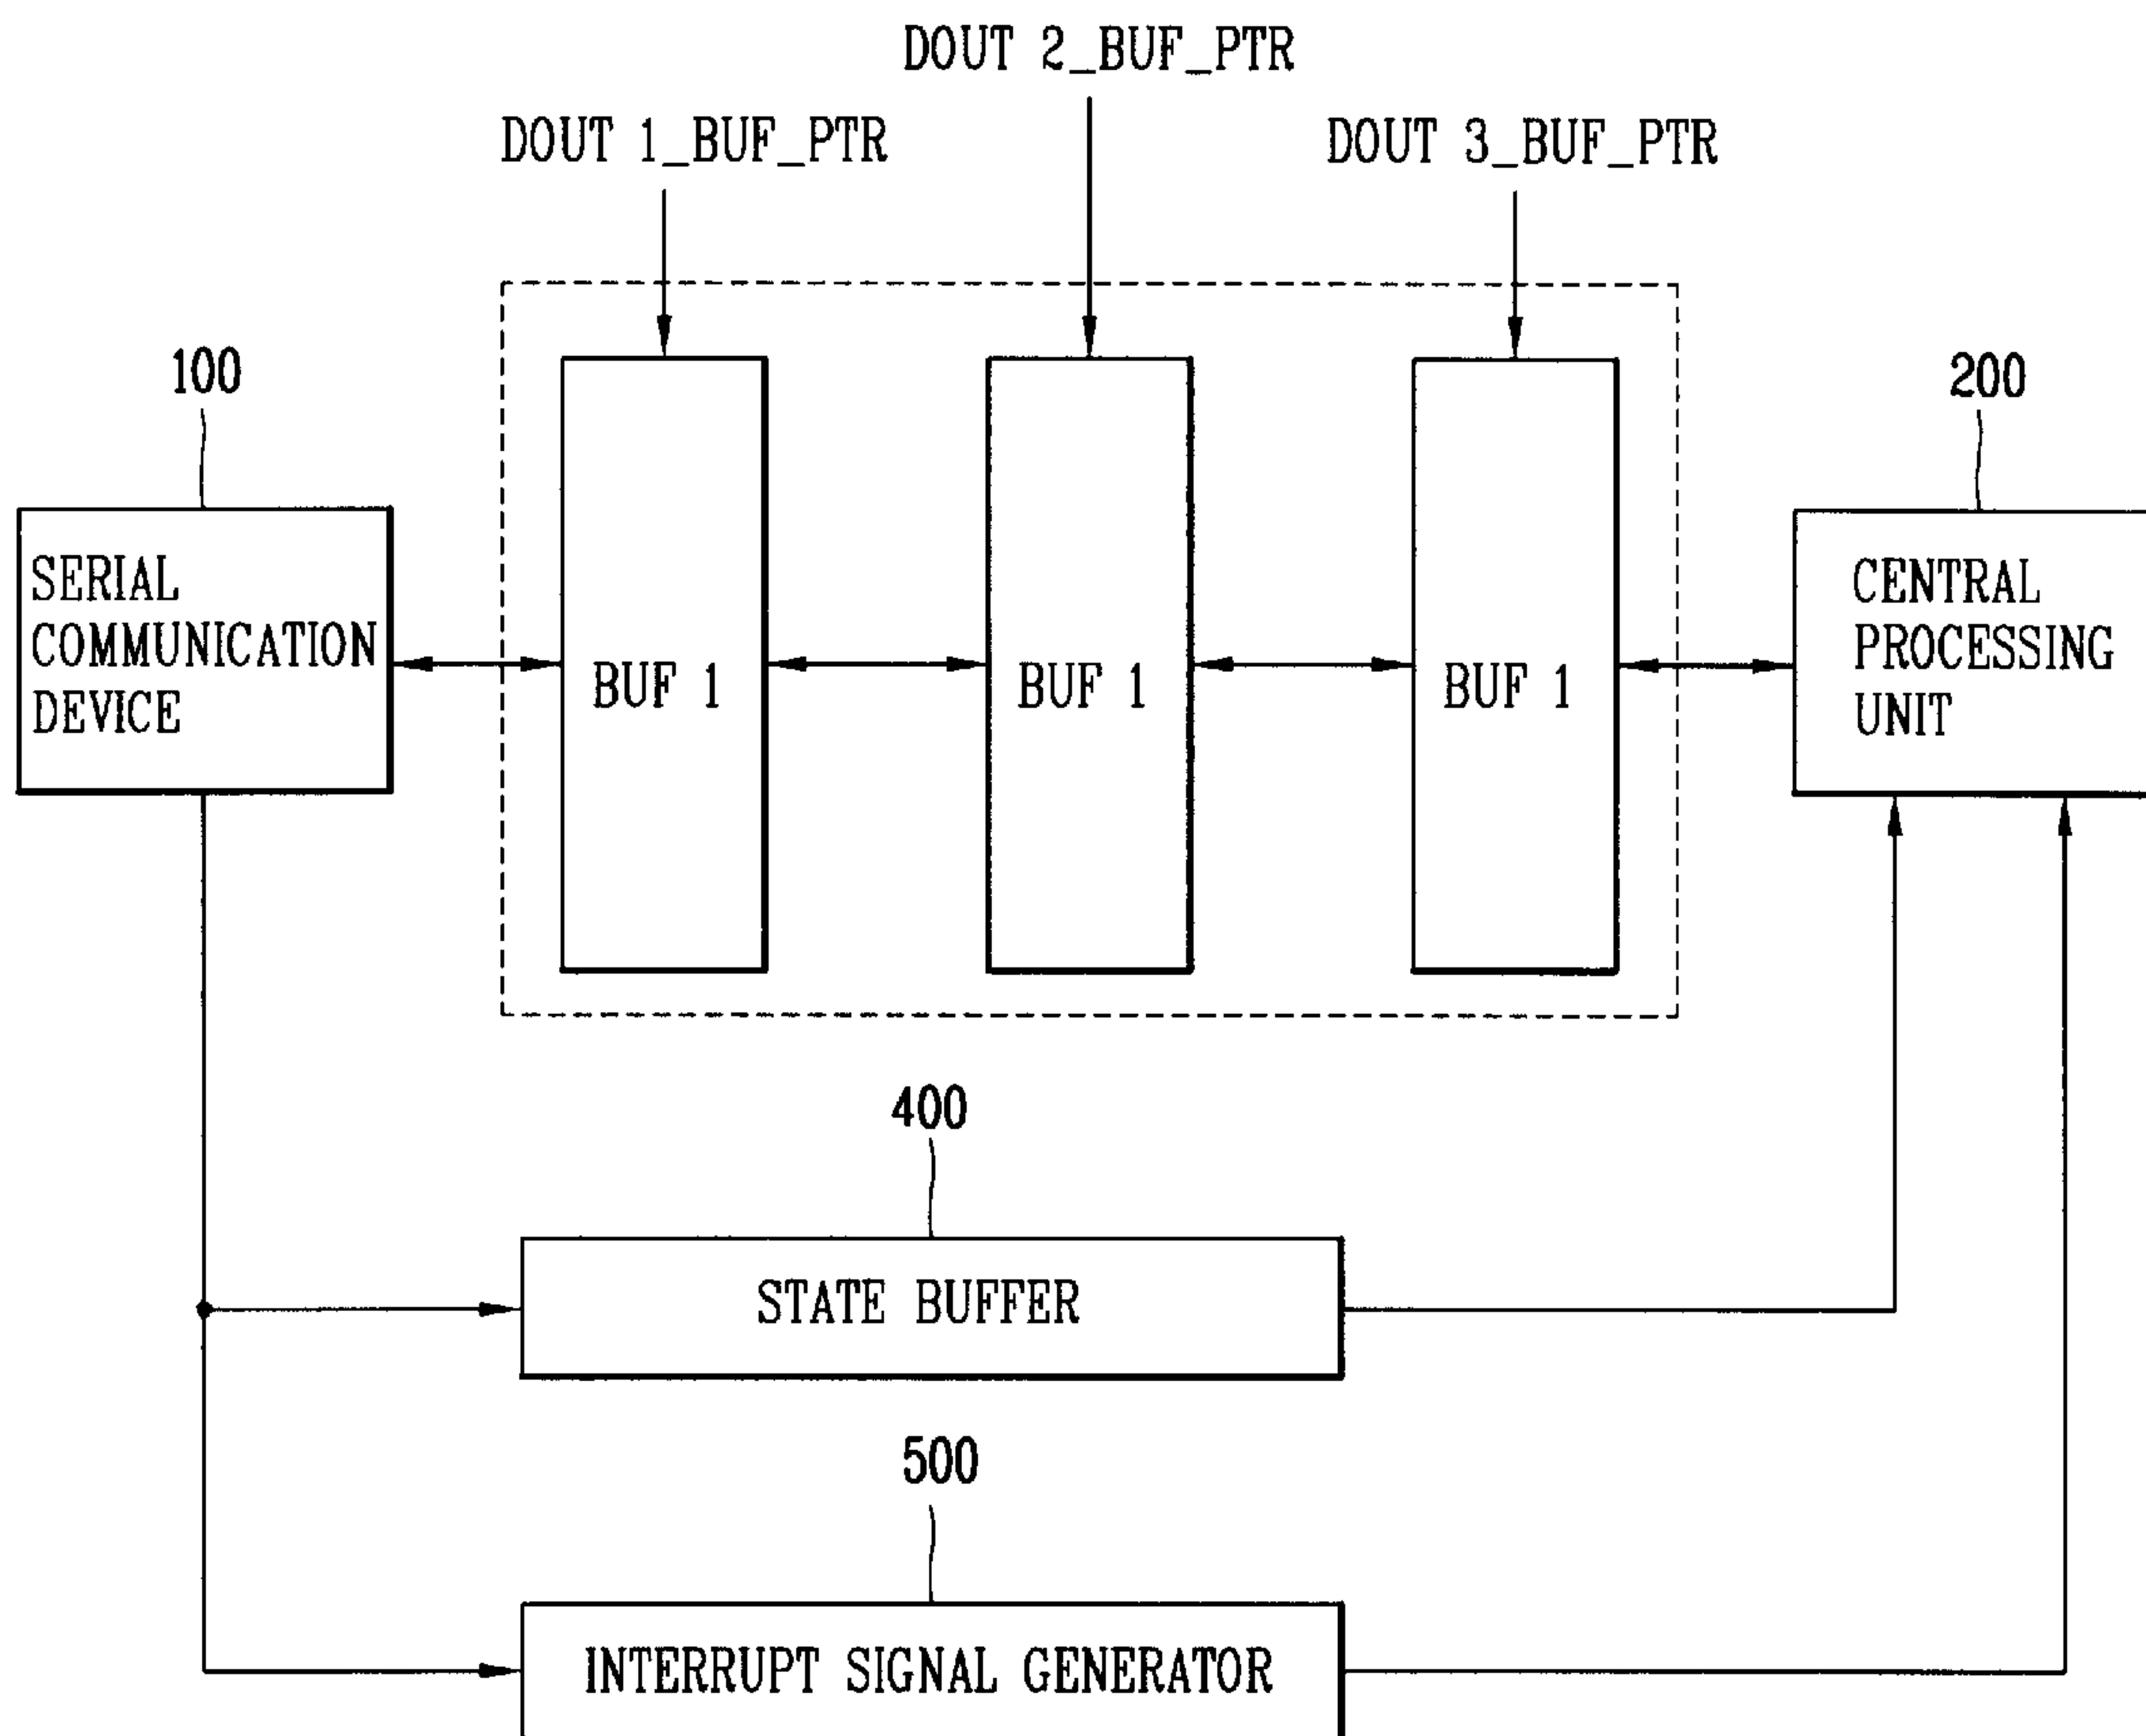 DOUT 2_BUF_PTR
DOUT 1_BUF_PTR
DOUT 3_BUF_PTR
100
200
SERIAL
COMMUNICATION
DEVICE
BUF 1
BUF 1
BUF 1
CENTRAL
PROCESSING
UNIT
400
STATE BUFFER
500
INTERRUPT SIGNAL GENERATOR